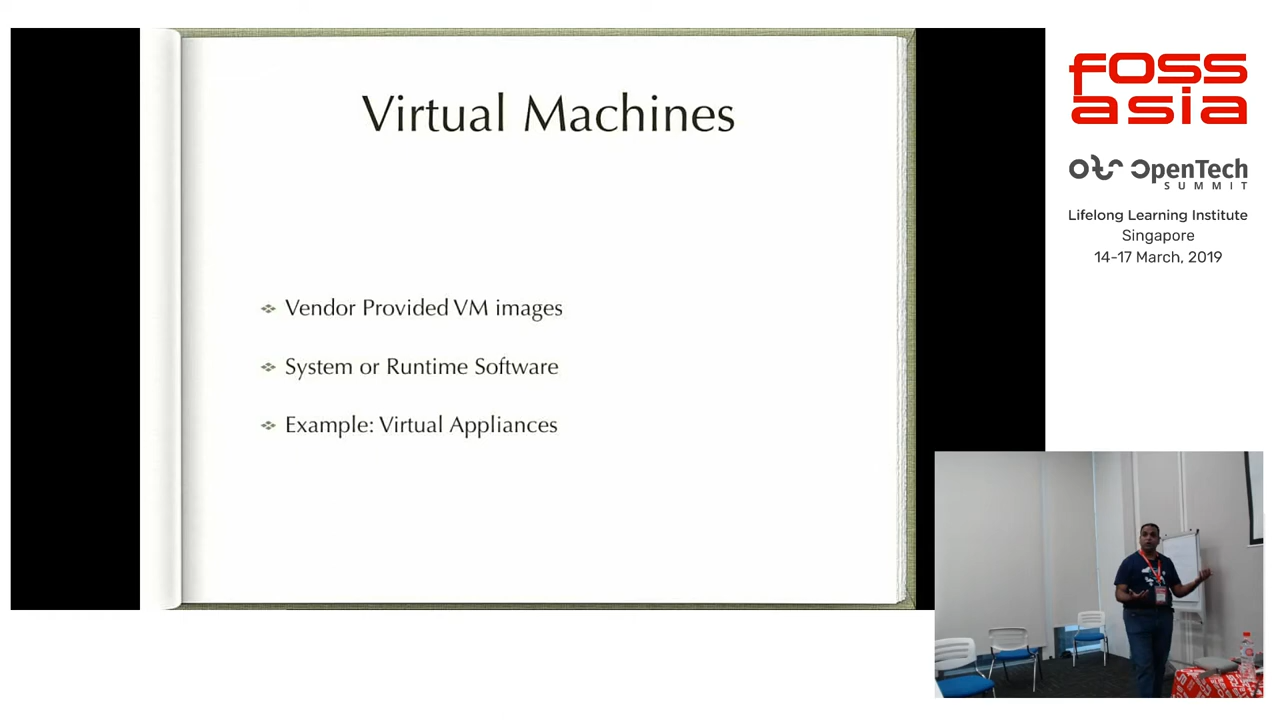 Virtual Machines
Vendor Provided VM images
System or Runtime Software
Example: Virtual Appliances
FOSS
asia
OpenTech
SUMMIT
Lifelong Learning Institute
Singapore
14-17 March, 2019